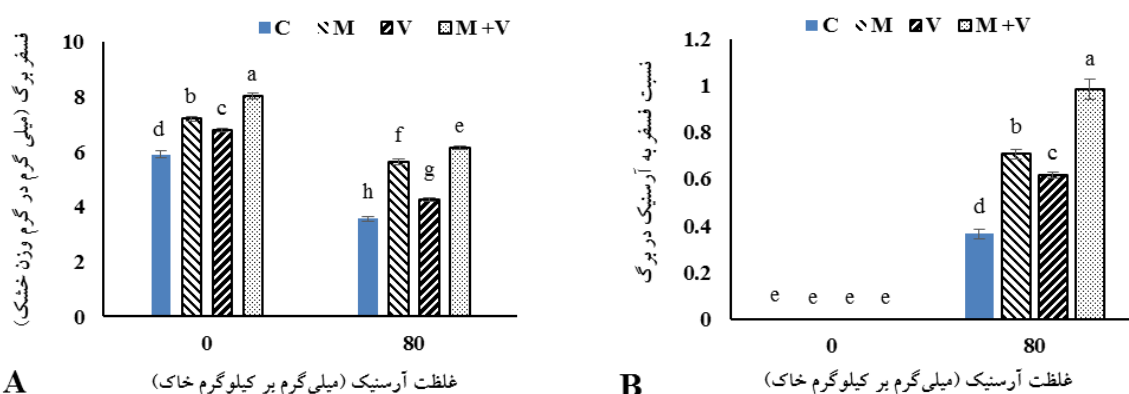 C M V M+V
فسفر برگ (میلی گرم در گرم وزن خشک)
10
8
6
4
2
0
d b c a
h f g e
0 80
غلظت آرسنیک (میلی‌گرم بر کیلوگرم خاک)
A
C M V M+V
نسبت فسفر به آرسنیک در برگ
1.2
1
0.8
0.6
0.4
0.2
0
e e e e
d b c a
0 80
غلظت آرسنیک (میلی‌گرم بر کیلوگرم خاک)
B